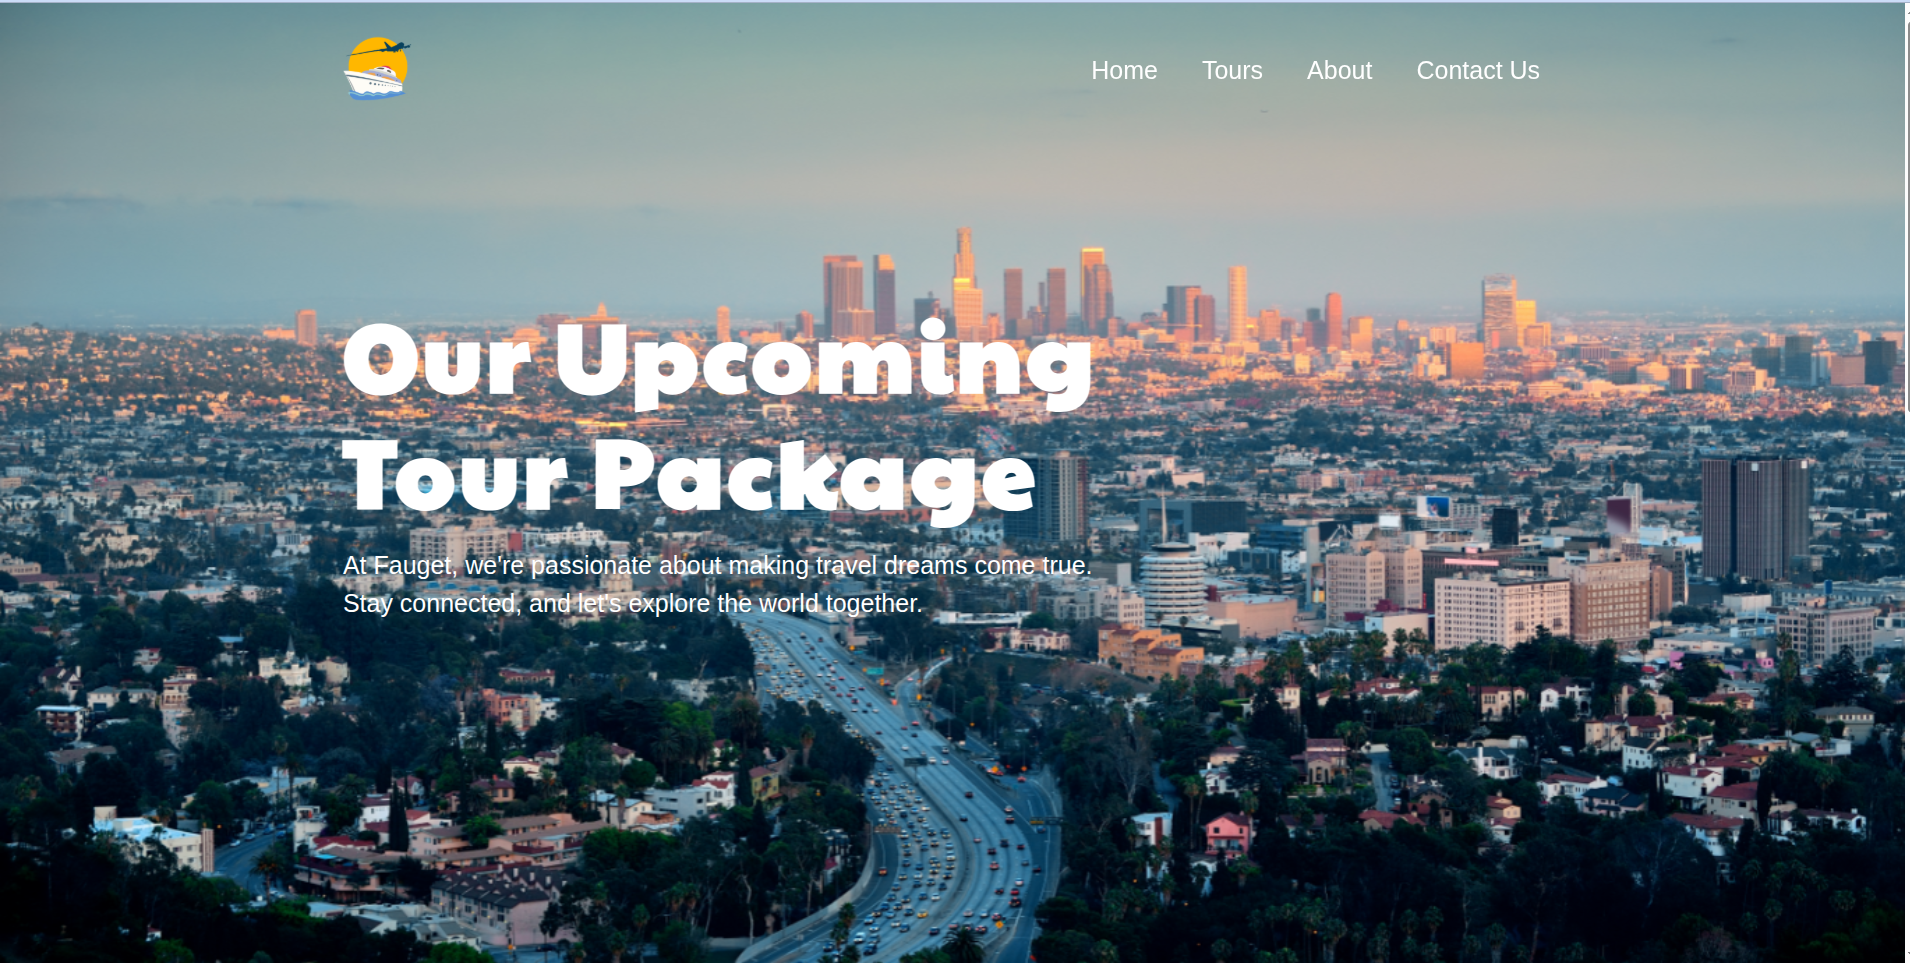 Home Tours About Contact Us
Our Upcoming
Tour Package
At Fauget, we're passionate about making travel dreams come true.
Stay connected, and let's explore the world together.